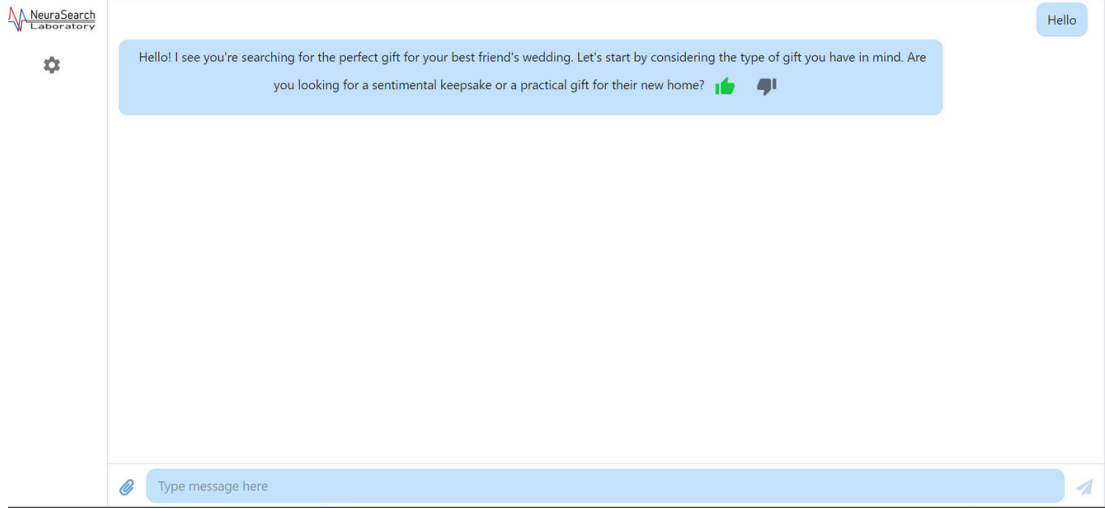 NeuraSearch
Laboratory
Hello
Hello! I see you're searching for the perfect gift for your best friend's wedding. Let's start by considering the type of gift you have in mind. Are
you looking for a sentimental keepsake or a practical gift for their new home?
Type message here